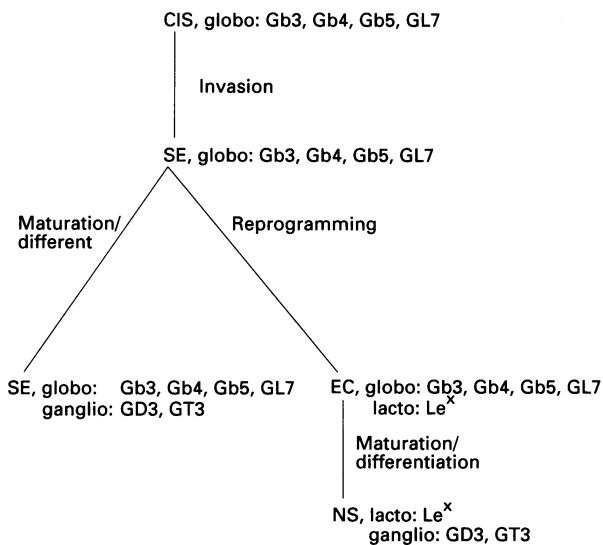 CIS, globo: Gb3, Gb4, Gb5, GL7
Invasion
SE, globo: Gb3, Gb4, Gb5, GL7
Maturation/
different
Reprogramming
SE, globo: Gb3, Gb4, Gb5, GL7
ganglio: GD3, GT3
EC, globo: Gb3, Gb4, Gb5, GL7
lacto: Leˣ
Maturation/
differentiation
NS, lacto: Leˣ
ganglio: GD3, GT3